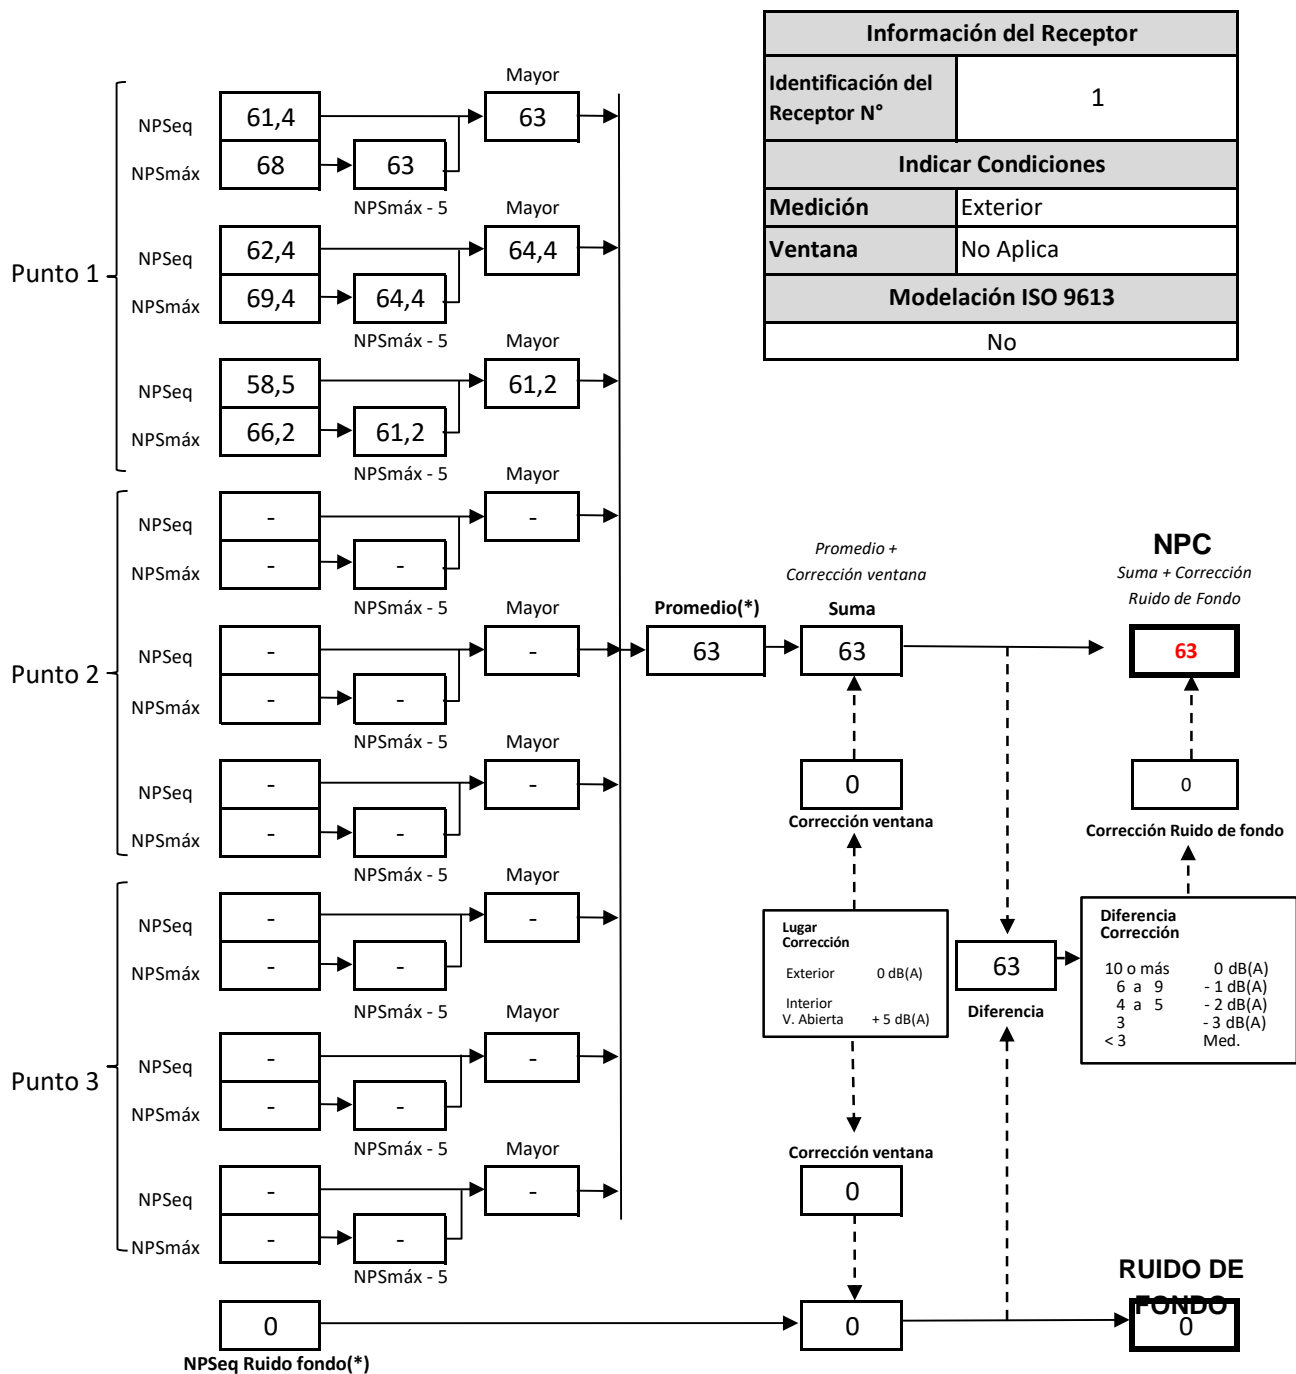 Información del Receptor
Identificación del
Receptor N°
1
Indicar Condiciones
Medición Exterior
Ventana No Aplica
Modelación ISO 9613
No
Punto 1
Mayor
NPSeq 61,4 63
NPSmáx 68 63
NPSmáx - 5
Mayor
NPSeq 62,4 64,4
NPSmáx 69,4 64,4
NPSmáx - 5
Mayor
NPSeq 58,5 61,2
NPSmáx 66,2 61,2
NPSmáx - 5
Punto 2
Mayor
NPSeq - -
NPSmáx - -
NPSmáx - 5
Mayor
NPSeq - -
NPSmáx - -
NPSmáx - 5
Mayor
NPSeq - -
NPSmáx - -
NPSmáx - 5
Punto 3
Mayor
NPSeq - -
NPSmáx - -
NPSmáx - 5
Mayor
NPSeq - -
NPSmáx - -
NPSmáx - 5
Mayor
NPSeq - -
NPSmáx - -
NPSmáx - 5
0
NPSeq Ruido fondo(*)
Promedio(*)
63
Promedio +
Corrección ventana
Suma
63
0
Corrección ventana
Lugar
Corrección
Exterior 0 dB(A)
Interior
V. Abierta + 5 dB(A)
Corrección ventana
0
0
63
Diferencia
NPC
Suma + Corrección
Ruido de Fondo
63
0
Corrección Ruido de fondo
Diferencia
Corrección
10 o más 0 dB(A)
6 a 9 - 1 dB(A)
4 a 5 - 2 dB(A)
3 - 3 dB(A)
< 3 Med.
RUIDO DE
FONDO
0